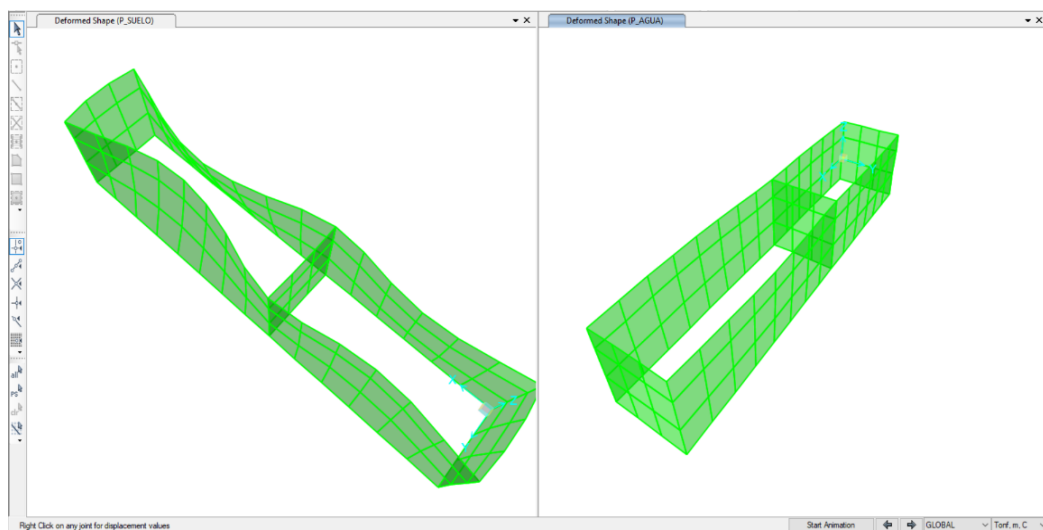 Deformed Shape (P_SUELO)
Deformed Shape (P_AGUA)
X
Y
Z
Y
Right Click on any joint for displacement values
Start Animation
GLOBAL
Tonf, m, C